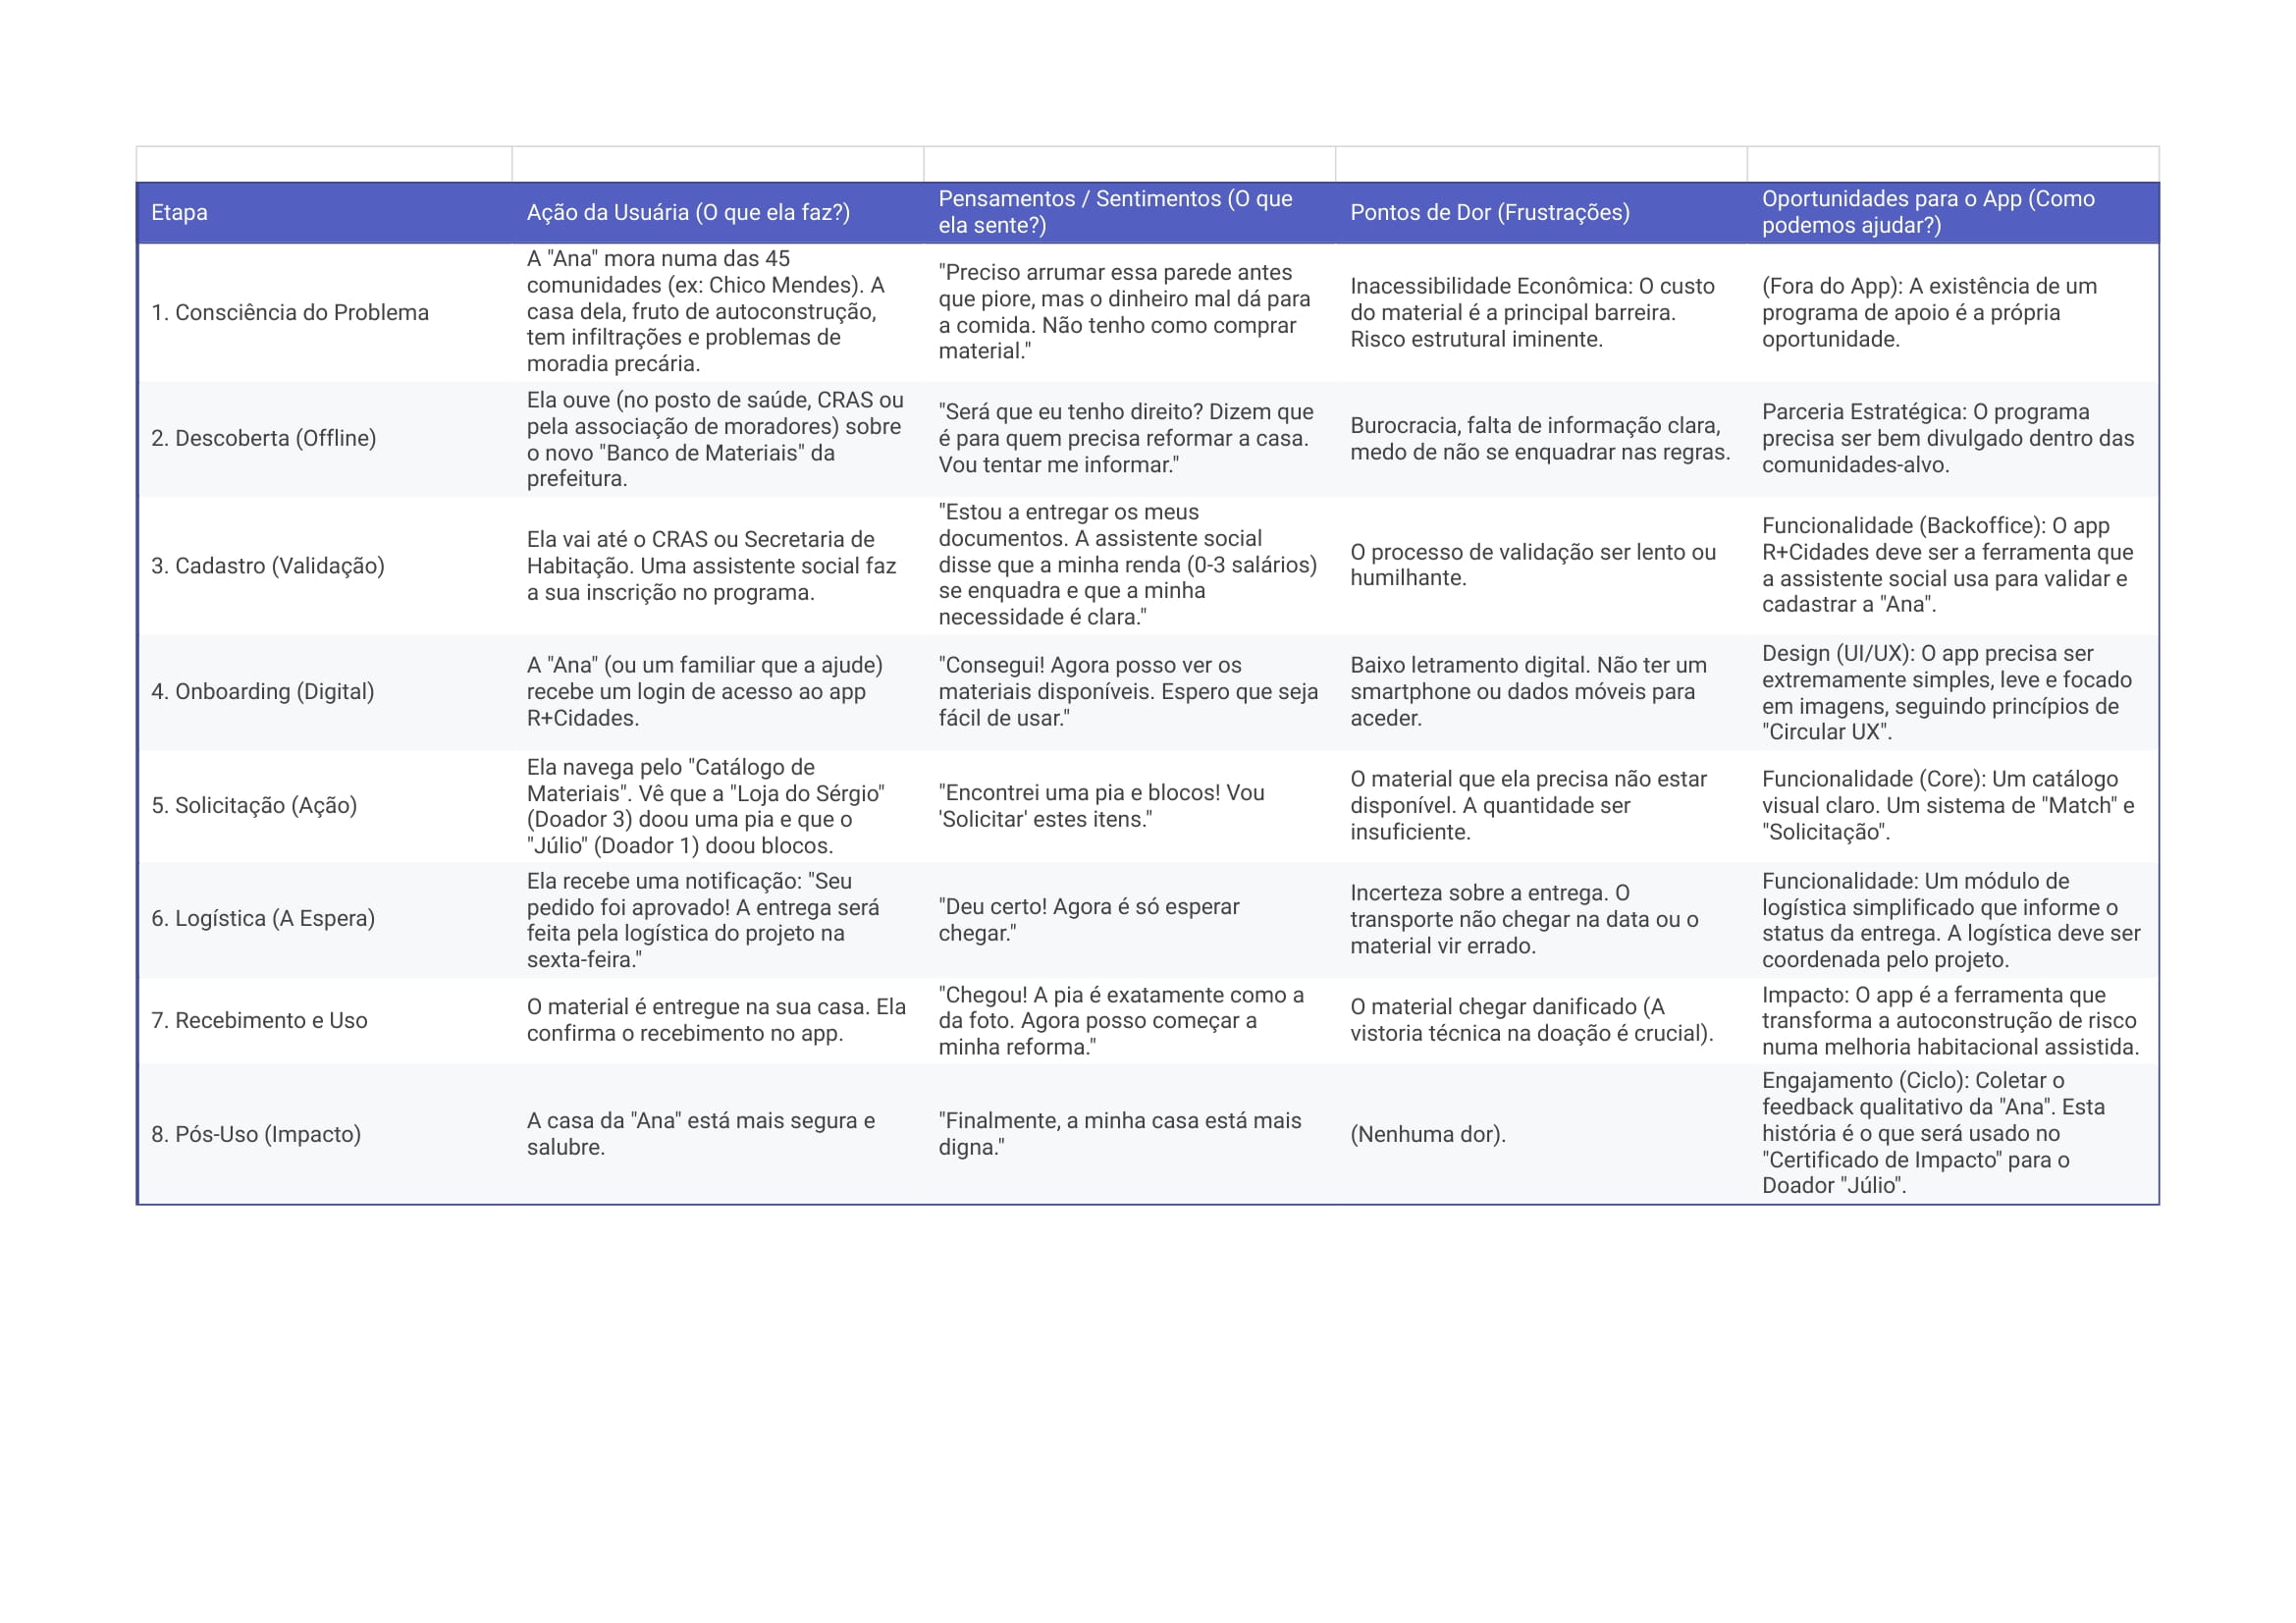 Etapa
Ação da Usuária (O que ela faz?)
Pensamentos / Sentimentos (O que
ela sente?)
Pontos de Dor (Frustrações)
Oportunidades para o App (Como
podemos ajudar?)
1. Consciência do Problema
A "Ana" mora numa das 45
comunidades (ex: Chico Mendes). A
casa dela, fruto de autoconstrução,
tem infiltrações e problemas de
moradia precária.
"Preciso arrumar essa parede antes
que piore, mas o dinheiro mal dá para
a comida. Não tenho como comprar
material."
Inacessibilidade Econômica: O custo
do material é a principal barreira.
Risco estrutural iminente.
(Fora do App): A existência de um
programa de apoio é a própria
oportunidade.
2. Descoberta (Offline)
Ela ouve (no posto de saúde, CRAS ou
pela associação de moradores) sobre
o novo "Banco de Materiais" da
prefeitura.
"Será que eu tenho direito? Dizem que
é para quem precisa reformar a casa.
Vou tentar me informar."
Burocracia, falta de informação clara,
medo de não se enquadrar nas regras.
Parceria Estratégica: O programa
precisa ser bem divulgado dentro das
comunidades-alvo.
3. Cadastro (Validação)
Ela vai até o CRAS ou Secretaria de
Habitação. Uma assistente social faz
a sua inscrição no programa.
"Estou a entregar os meus
documentos. A assistente social
disse que a minha renda (0-3 salários)
se enquadra e que a minha
necessidade é clara."
O processo de validação ser lento ou
humilhante.
Funcionalidade (Backoffice): O app
R+Cidades deve ser a ferramenta que
a assistente social usa para validar e
cadastrar a "Ana".
4. Onboarding (Digital)
A "Ana" (ou um familiar que a ajude)
recebe um login de acesso ao app
R+Cidades.
"Consegui! Agora posso ver os
materiais disponíveis. Espero que seja
fácil de usar."
Baixo letramento digital. Não ter um
smartphone ou dados móveis para
aceder.
Design (UI/UX): O app precisa ser
extremamente simples, leve e focado
em imagens, seguindo princípios de
"Circular UX".
5. Solicitação (Ação)
Ela navega pelo "Catálogo de
Materiais". Vê que a "Loja do Sérgio"
(Doador 3) doou uma pia e que o
"Júlio" (Doador 1) doou blocos.
"Encontrei uma pia e blocos! Vou
'Solicitar' estes itens."
O material que ela precisa não estar
disponível. A quantidade ser
insuficiente.
Funcionalidade (Core): Um catálogo
visual claro. Um sistema de "Match" e
"Solicitação".
6. Logística (A Espera)
Ela recebe uma notificação: "Seu
pedido foi aprovado! A entrega será
feita pela logística do projeto na
sexta-feira."
"Deu certo! Agora é só esperar
chegar."
Incerteza sobre a entrega. O
transporte não chegar na data ou o
material vir errado.
Funcionalidade: Um módulo de
logística simplificado que informe o
status da entrega. A logística deve ser
coordenada pelo projeto.
7. Recebimento e Uso
O material é entregue na sua casa. Ela
confirma o recebimento no app.
"Chegou! A pia é exatamente como a
da foto. Agora posso começar a
minha reforma."
O material chegar danificado (A
vistoria técnica na doação é crucial).
Impacto: O app é a ferramenta que
transforma a autoconstrução de risco
numa melhoria habitacional assistida.
8. Pós-Uso (Impacto)
A casa da "Ana" está mais segura e
salubre.
"Finalmente, a minha casa está mais
digna."
(Nenhuma dor).
Engajamento (Ciclo): Coletar o
feedback qualitativo da "Ana". Esta
história é o que será usado no
"Certificado de Impacto" para o
Doador "Júlio".